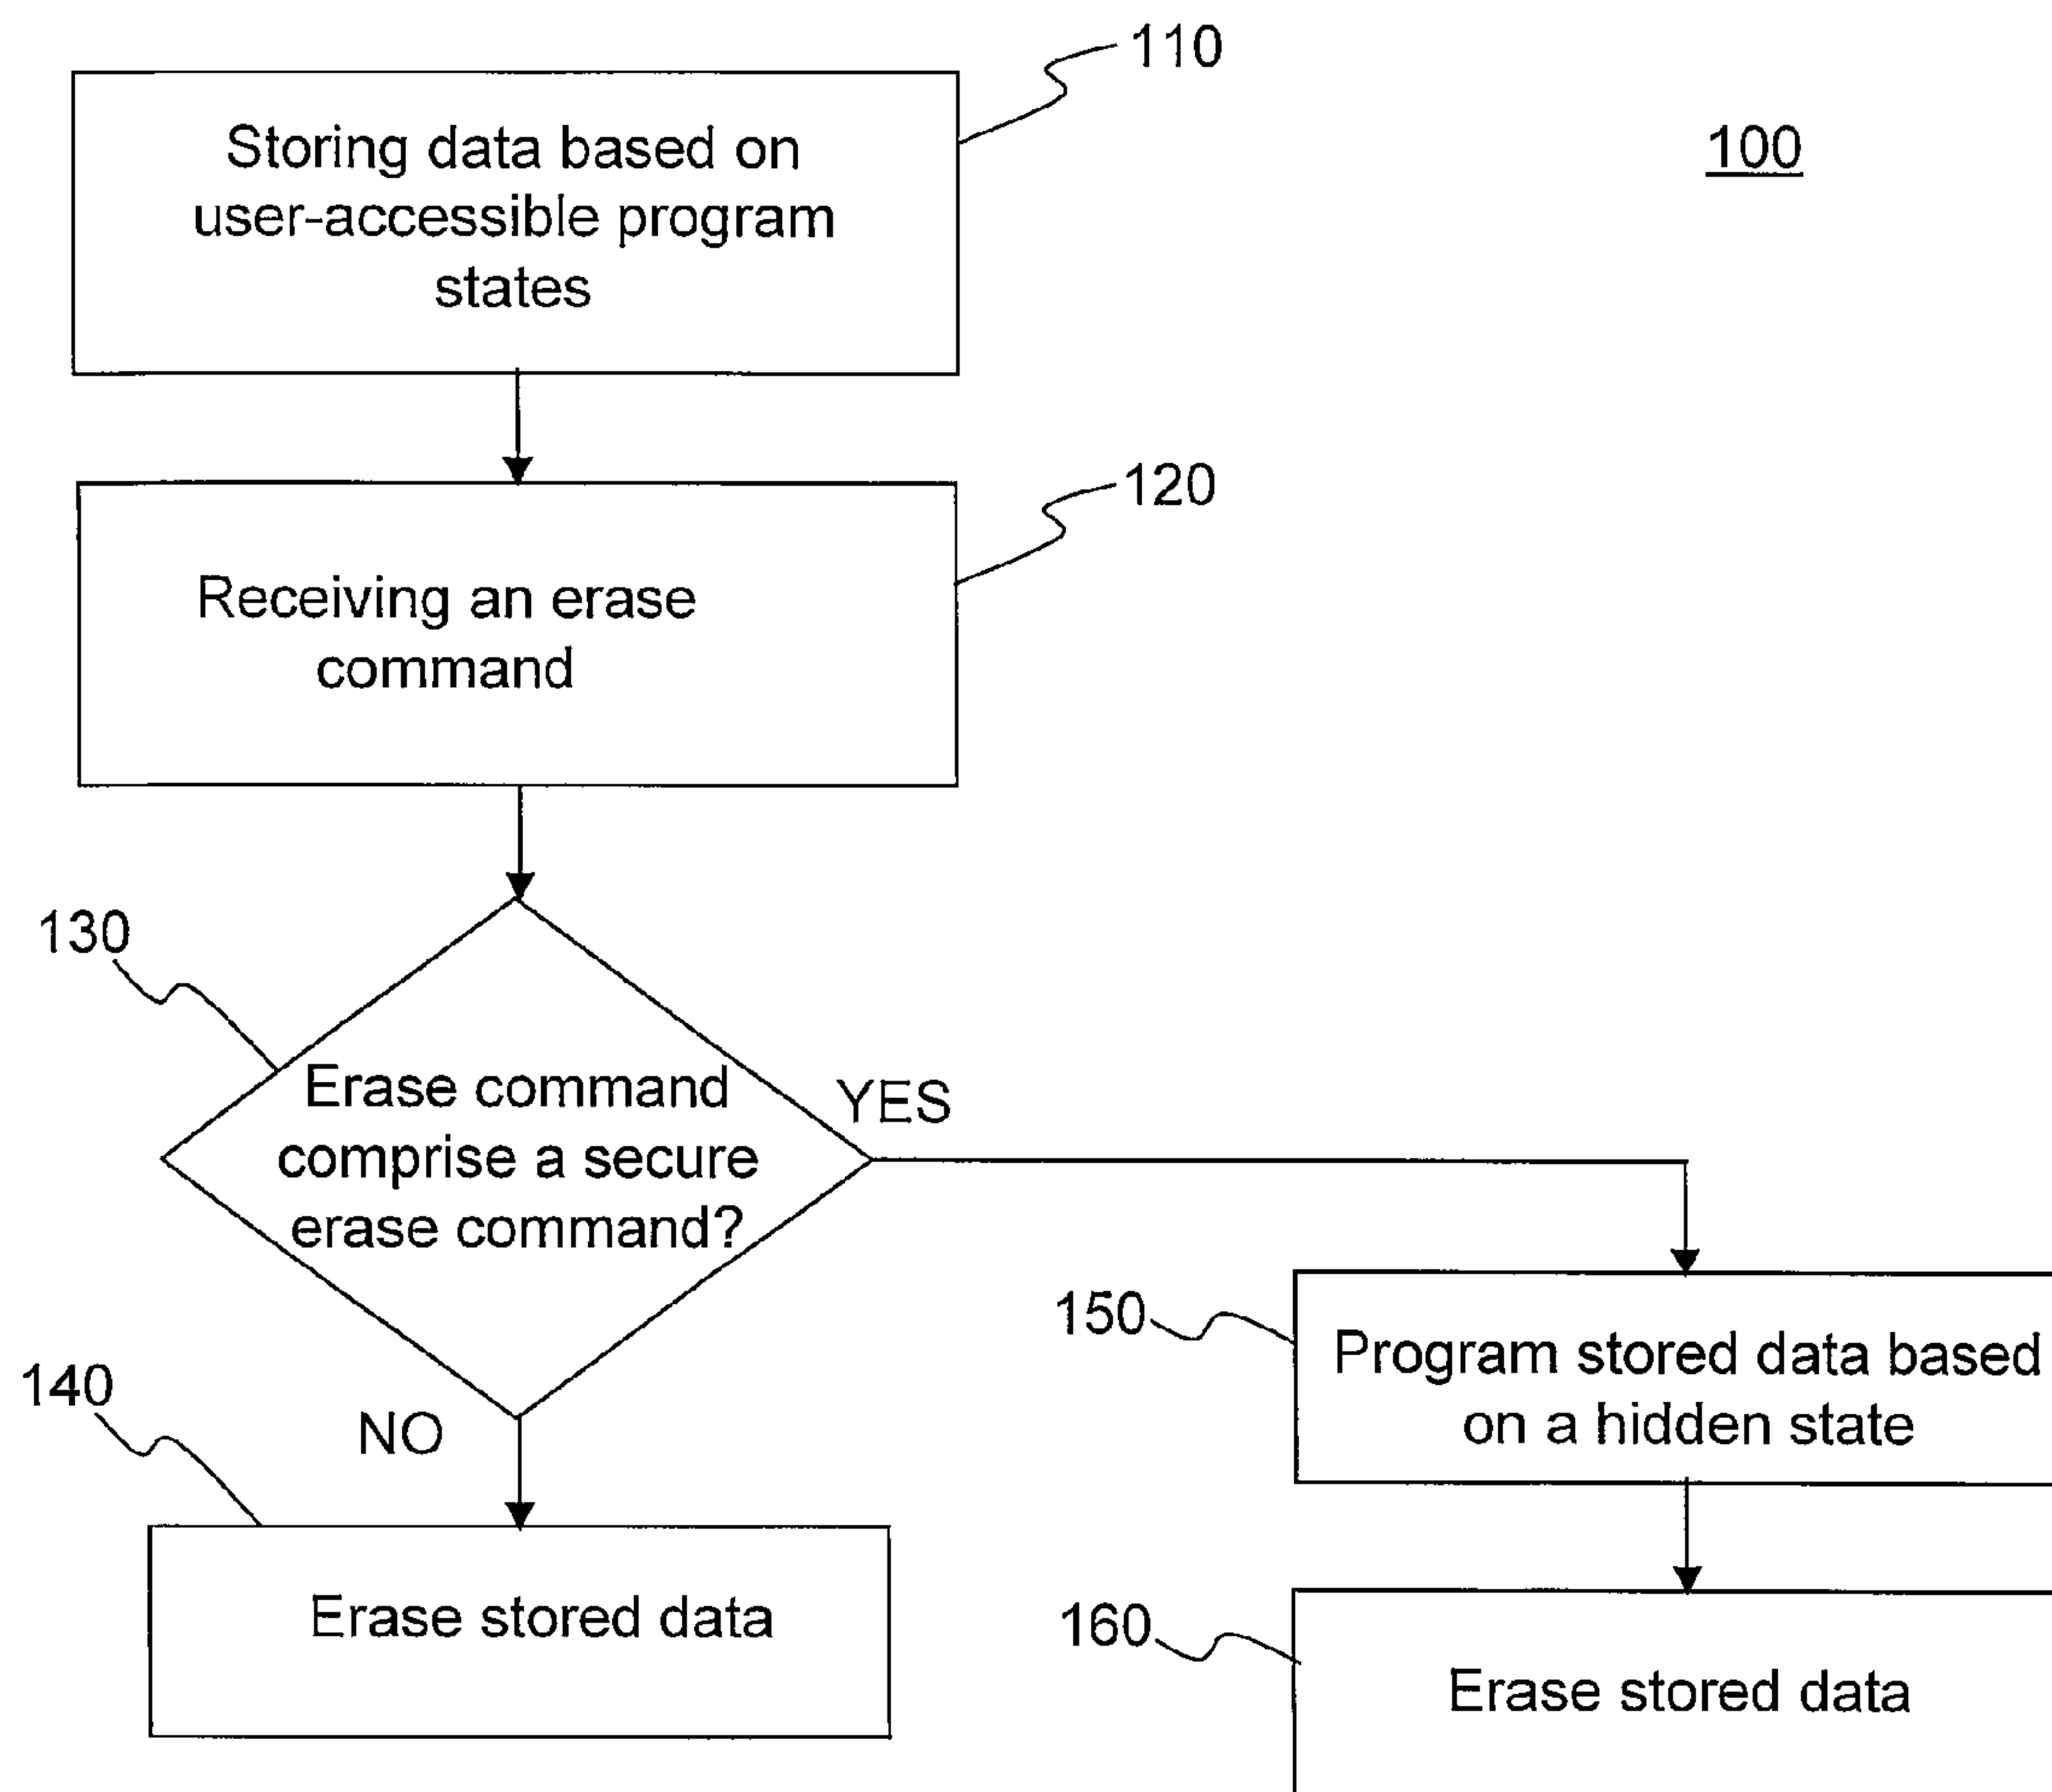 110
100
Storing data based on
user-accessible program
states
120
Receiving an erase
command
130
Erase command
comprise a secure
erase command?
YES
150
Program stored data based
on a hidden state
140
NO
Erase stored data
160
Erase stored data